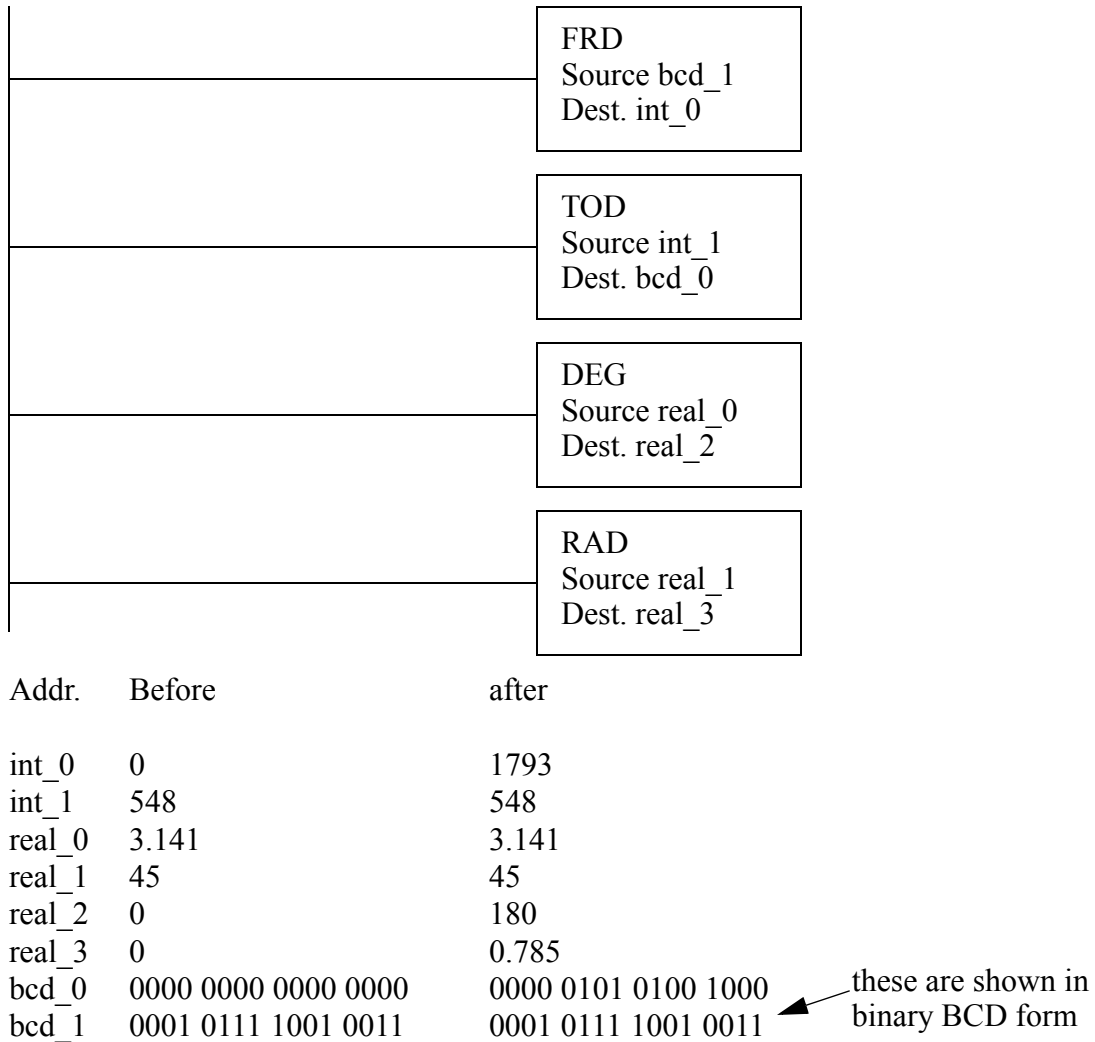 FRD
Source bcd_1
Dest. int_0
TOD
Source int_1
Dest. bcd_0
DEG
Source real_0
Dest. real_2
RAD
Source real_1
Dest. real_3
Addr. Before after
int_0 0 1793
int_1 548 548
real_0 3.141 3.141
real_1 45 45
real_2 0 180
real_3 0 0.785
bcd_0 0000 0000 0000 0000 0000 0101 0100 1000
bcd_1 0001 0111 1001 0011 0001 0111 1001 0011
these are shown in
binary BCD form